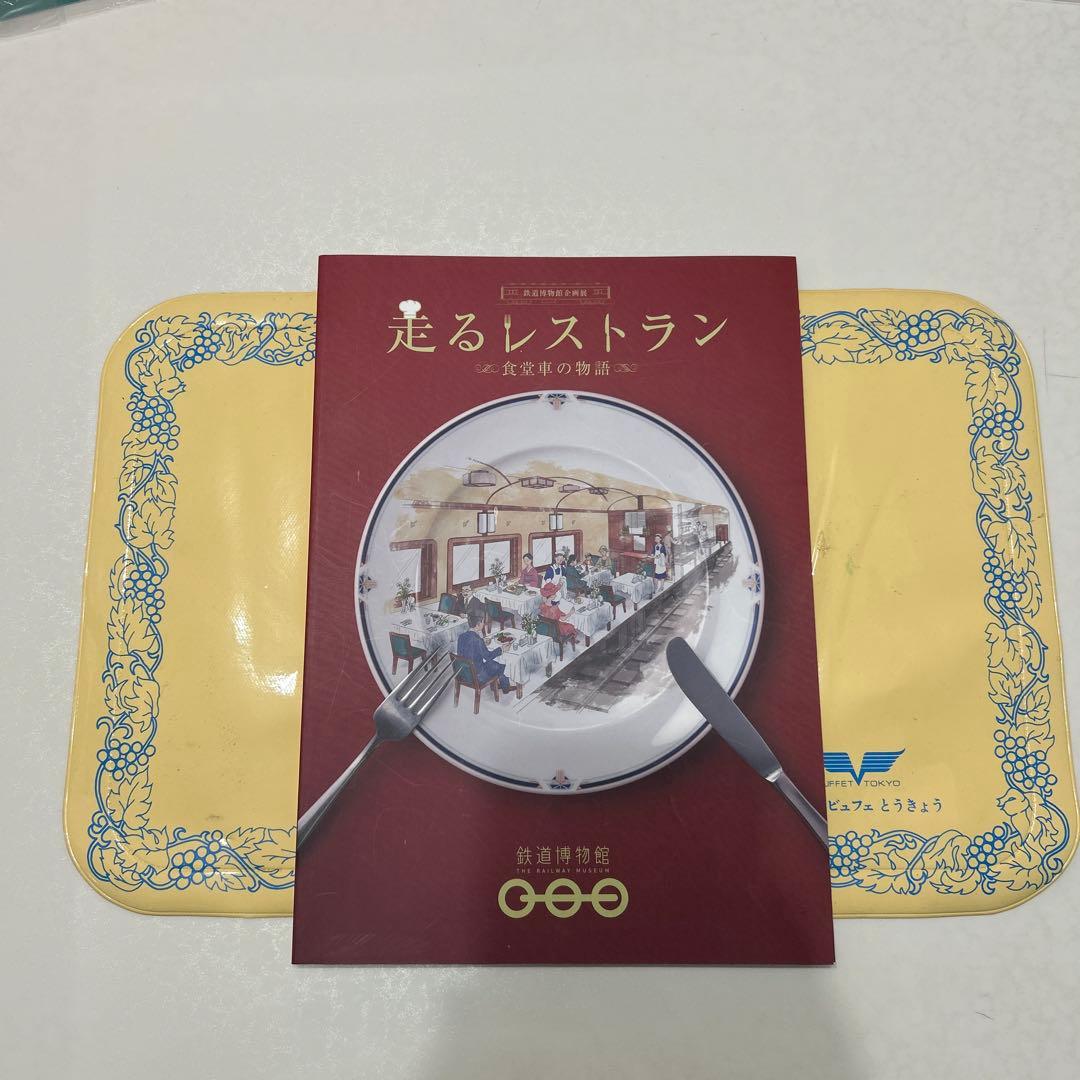 鉄道博物館企画展
走るレストラン
食堂車の物語
鉄道博物館
THE RAILWAY MUSEUM
UFFET TOKYO
ビュフェ とうきょう